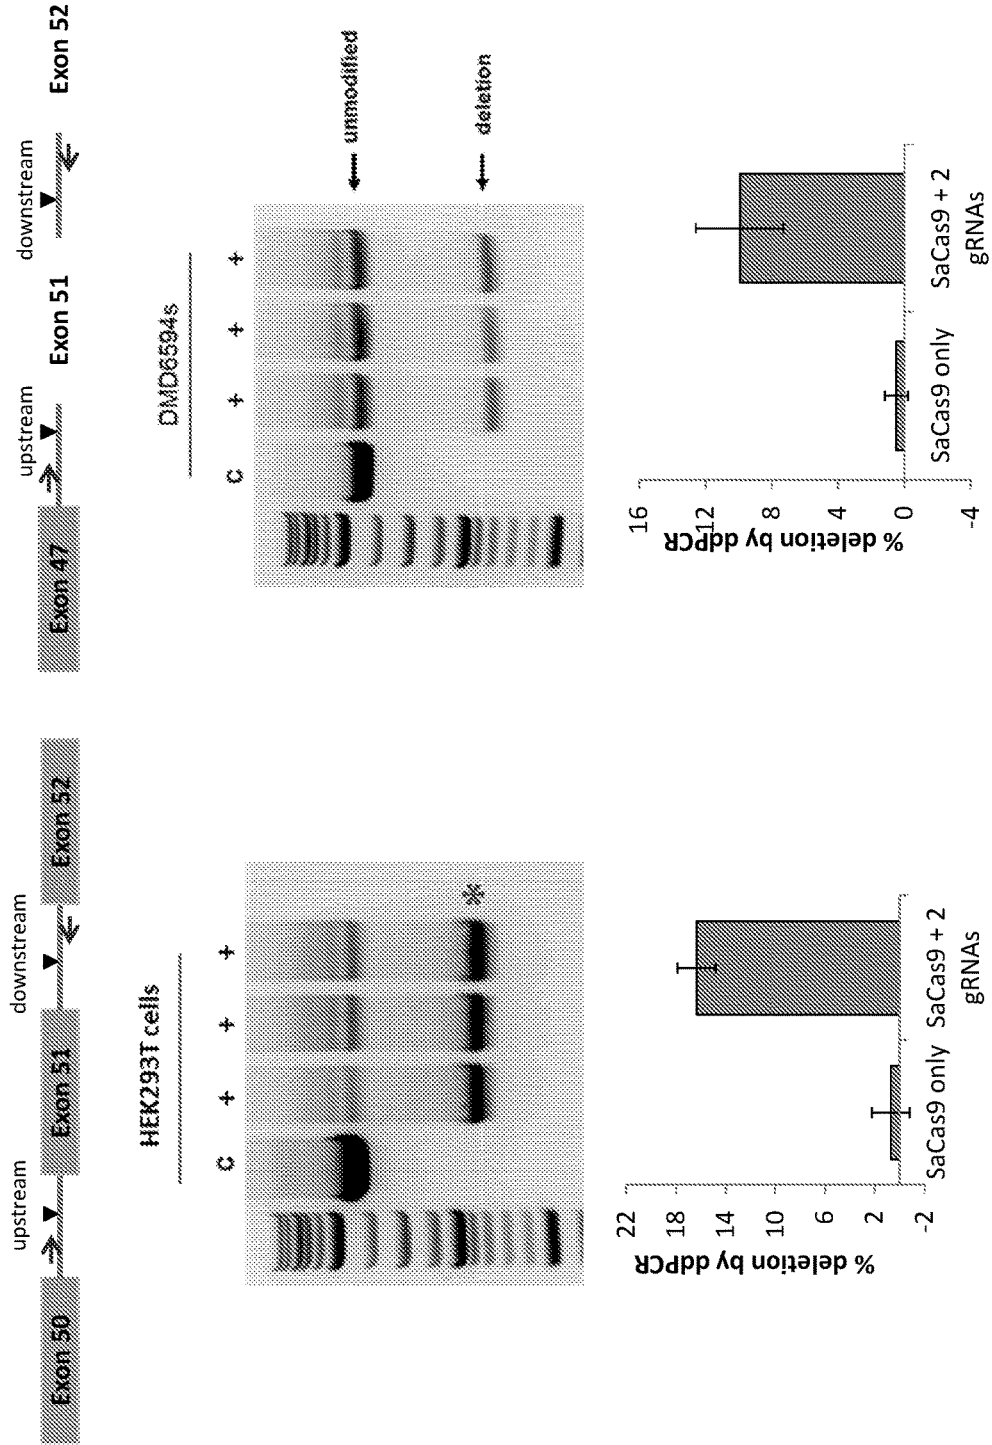 upstream
downstream
Exon 50
Exon 51
Exon 52
HEK293T cells
C + + +
*
% deletion by ddPCR
22
18
14
10
6
2
-2
SaCas9 only
SaCas9 + 2
gRNAs
upstream
downstream
Exon 47
Exon 51
Exon 52
DMD6594s
C + + +
unmodified
deletion
% deletion by ddPCR
16
12
8
4
0
-4
SaCas9 only
SaCas9 + 2
gRNAs